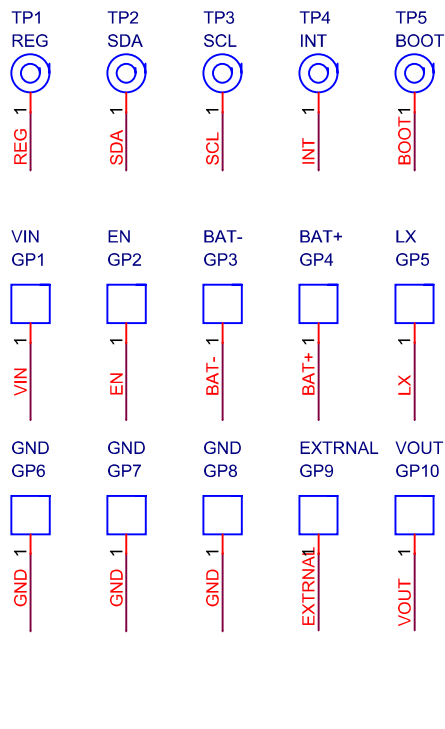 TP1 TP2 TP3 TP4 TP5
REG SDA SCL INT BOOT
1 1 1 1 1
REG SDA SCL INT BOOT
VIN EN BAT- BAT+ LX
GP1 GP2 GP3 GP4 GP5
1 1 1 1 1
VIN EN BAT- BAT+ LX
GND GND GND EXTRNAL VOUT
GP6 GP7 GP8 GP9 GP10
1 1 1 1 1
GND GND GND EXTRNAL VOUT